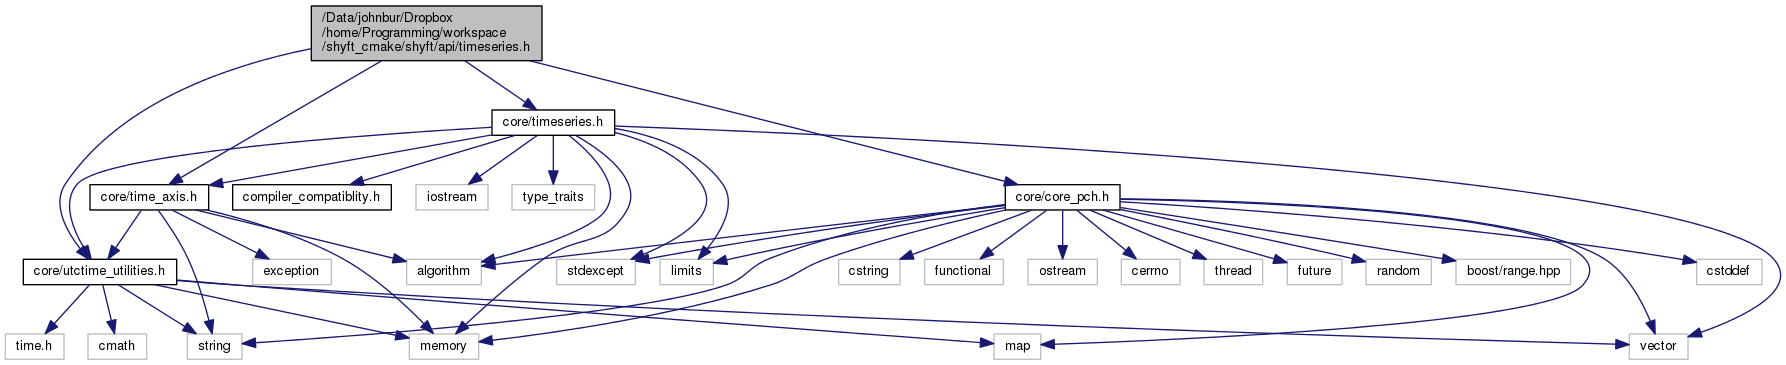 /Data/johnbur/Dropbox
/home/Programming/workspace
/shyft_cmake/shyft/api/timeseries.h
core/timeseries.h
core/time_axis.h
compiler_compatiblity.h
iostream
type_traits
core/core_pch.h
core/utctime_utilities.h
exception
algorithm
stdexcept
limits
cstring
functional
ostream
cerrno
thread
future
random
boost/range.hpp
cstddef
time.h
cmath
string
memory
map
vector